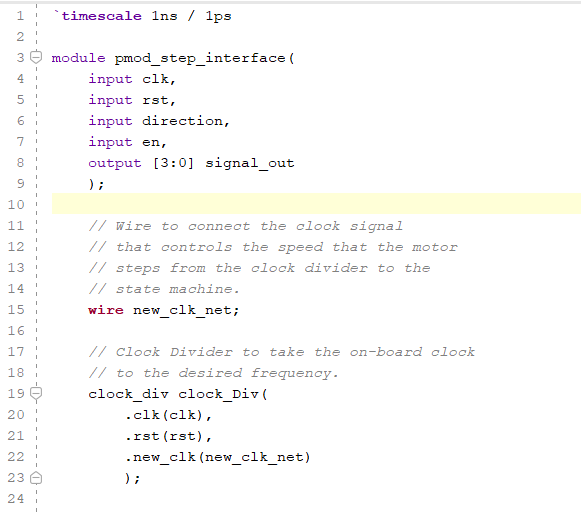 1 `timescale 1ns / 1ps
2
3 module pmod_step_interface(
4 input clk,
5 input rst,
6 input direction,
7 input en,
8 output [3:0] signal_out
9 );
10
11 // Wire to connect the clock signal
12 // that controls the speed that the motor
13 // steps from the clock divider to the
14 // state machine.
15 wire new_clk_net;
16
17 // Clock Divider to take the on-board clock
18 // to the desired frequency.
19 clock_div clock_Div(
20 .clk(clk),
21 .rst(rst),
22 .new_clk(new_clk_net)
23 );
24